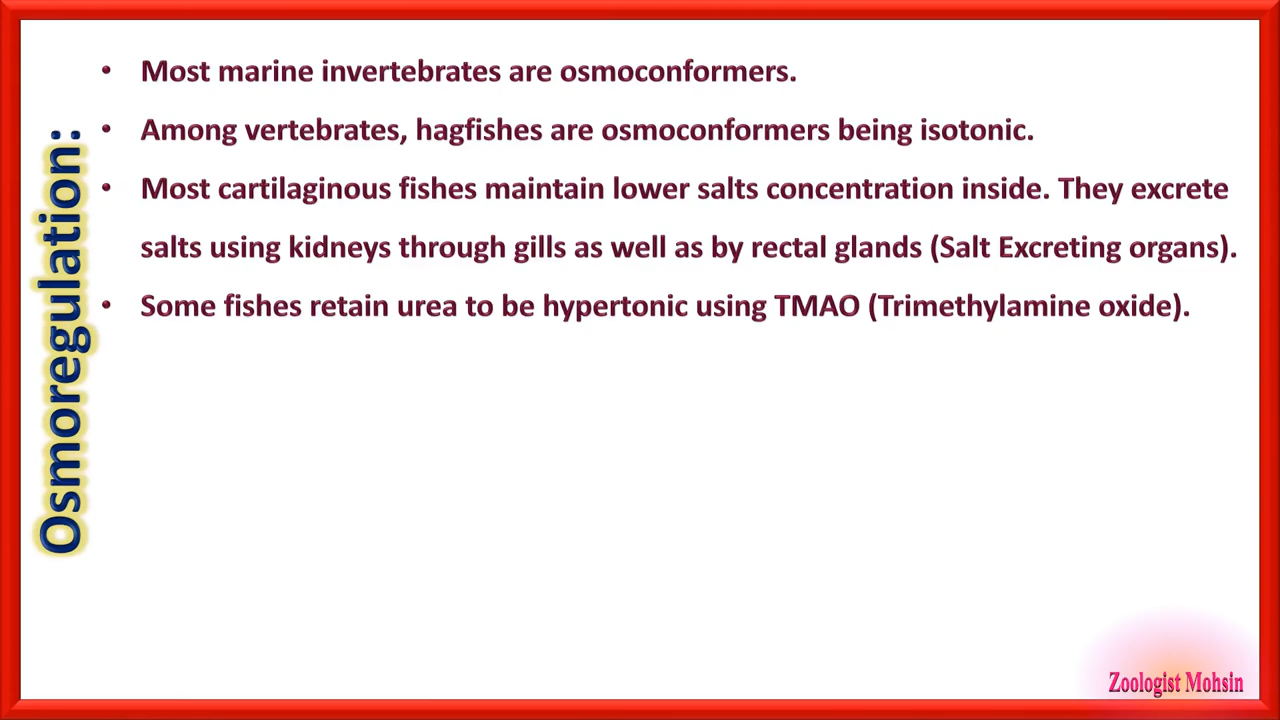 Osmoregulation:
• Most marine invertebrates are osmoconformers.
• Among vertebrates, hagfishes are osmoconformers being isotonic.
• Most cartilaginous fishes maintain lower salts concentration inside. They excrete
salts using kidneys through gills as well as by rectal glands (Salt Excreting organs).
• Some fishes retain urea to be hypertonic using TMAO (Trimethylamine oxide).
Zoologist Mohsin